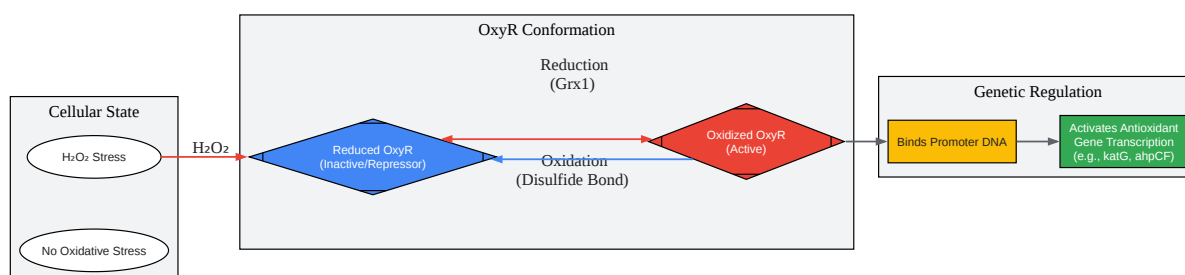 OxyR Conformation
Reduction
(Grx1)
Genetic Regulation
Cellular State
H₂O₂ Stress
H₂O₂
Reduced OxyR
(Inactive/Repressor)
Oxidized OxyR
(Active)
Binds Promoter DNA
Activates Antioxidant
Gene Transcription
(e.g., katG, ahpCF)
Oxidation
(Disulfide Bond)
No Oxidative Stress